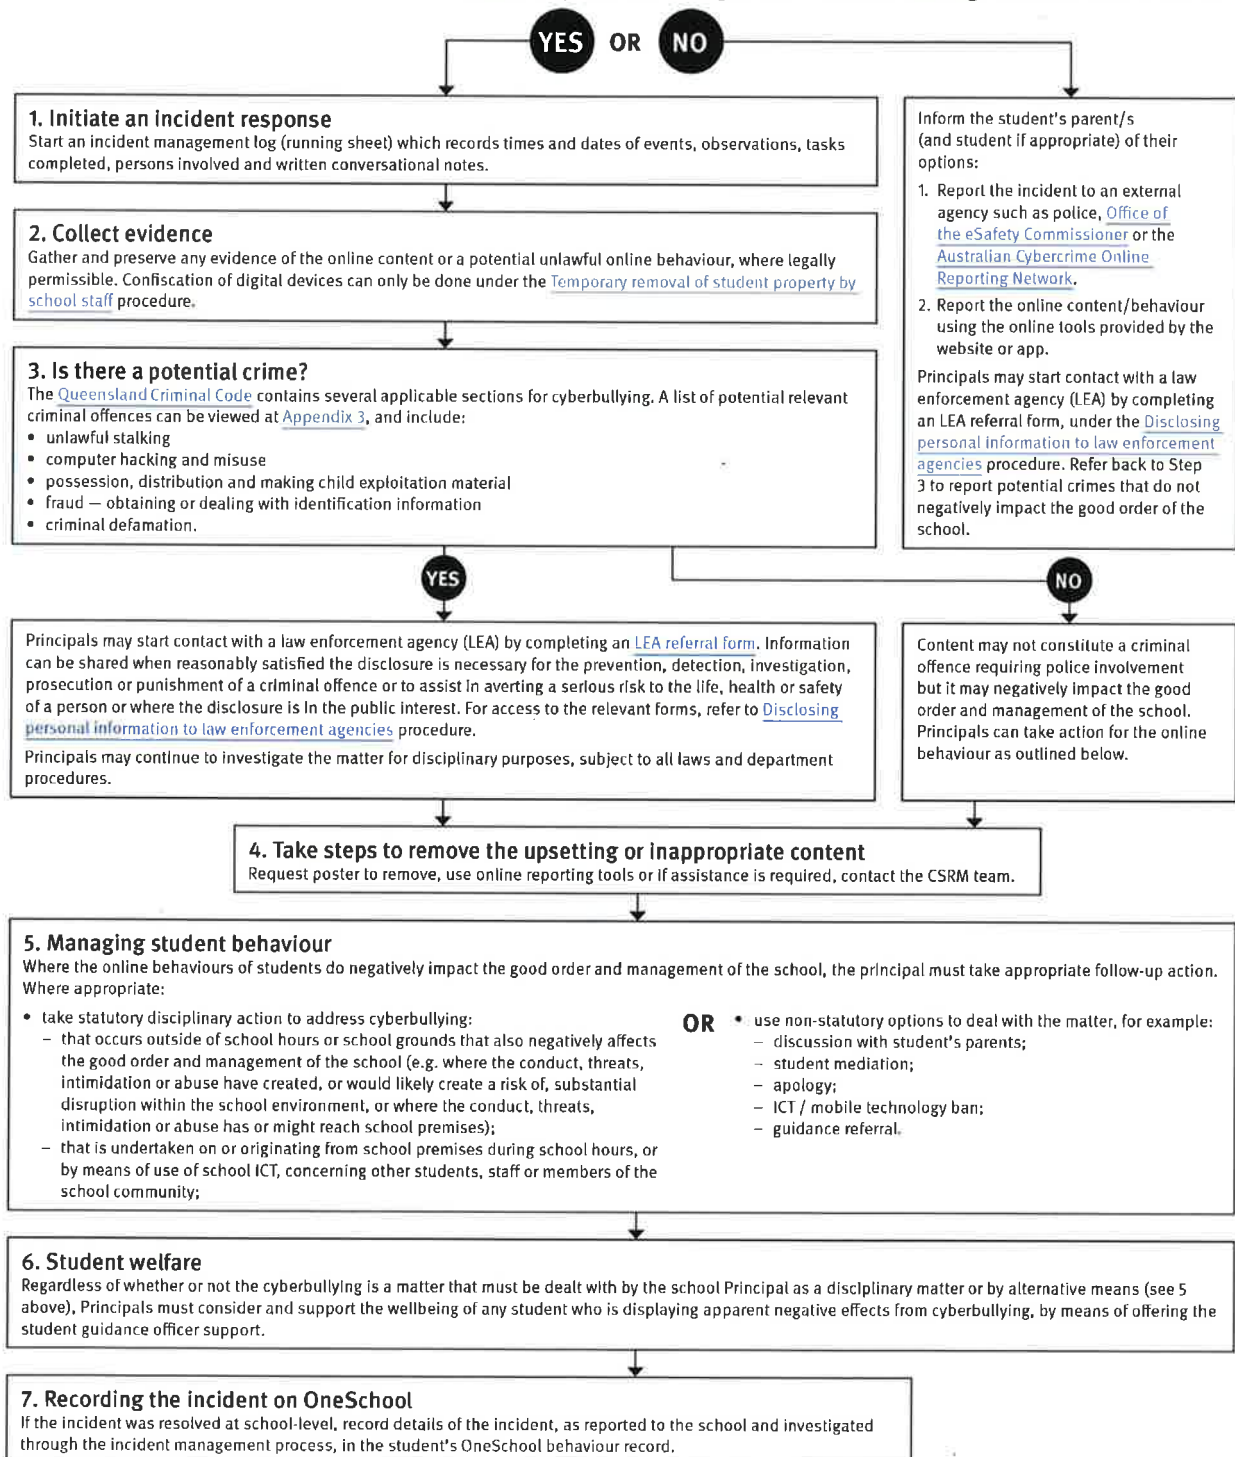 YES OR NO
1. Initiate an incident response
Start an incident management log (running sheet) which records times and dates of events, observations, tasks
completed, persons involved and written conversational notes.
2. Collect evidence
Gather and preserve any evidence of the online content or a potential unlawful online behaviour, where legally
permissible. Confiscation of digital devices can only be done under the Temporary removal of student property by
school staff procedure.
3. Is there a potential crime?
The Queensland Criminal Code contains several applicable sections for cyberbullying. A list of potential relevant
criminal offences can be viewed at Appendix 3, and include:
• unlawful stalking
• computer hacking and misuse
• possession, distribution and making child exploitation material
• fraud — obtaining or dealing with identification information
• criminal defamation.
Inform the student's parent/s
(and student if appropriate) of their
options:
1. Report the incident to an external
agency such as police, Office of
the eSafety Commissioner or the
Australian Cybercrime Online
Reporting Network.
2. Report the online content/behaviour
using the online tools provided by the
website or app.
Principals may start contact with a law
enforcement agency (LEA) by completing
an LEA referral form, under the Disclosing
personal information to law enforcement
agencies procedure. Refer back to Step
3 to report potential crimes that do not
negatively impact the good order of the
school.
YES
NO
Principals may start contact with a law enforcement agency (LEA) by completing an LEA referral form. Information
can be shared when reasonably satisfied the disclosure is necessary for the prevention, detection, investigation,
prosecution or punishment of a criminal offence or to assist in averting a serious risk to the life, health or safety
of a person or where the disclosure is in the public interest. For access to the relevant forms, refer to Disclosing
personal information to law enforcement agencies procedure.
Principals may continue to investigate the matter for disciplinary purposes, subject to all laws and department
procedures.
Content may not constitute a criminal
offence requiring police involvement
but it may negatively impact the good
order and management of the school.
Principals can take action for the online
behaviour as outlined below.
4. Take steps to remove the upsetting or inappropriate content
Request poster to remove, use online reporting tools or if assistance is required, contact the CSRM team.
5. Managing student behaviour
Where the online behaviours of students do negatively impact the good order and management of the school, the principal must take appropriate follow-up action.
Where appropriate:
• take statutory disciplinary action to address cyberbullying:
– that occurs outside of school hours or school grounds that also negatively affects
the good order and management of the school (e.g. where the conduct, threats,
intimidation or abuse have created, or would likely create a risk of, substantial
disruption within the school environment, or where the conduct, threats,
intimidation or abuse has or might reach school premises);
– that is undertaken on or originating from school premises during school hours, or
by means of use of school ICT, concerning other students, staff or members of the
school community;
OR
• use non-statutory options to deal with the matter, for example:
– discussion with student's parents;
– student mediation;
– apology;
– ICT / mobile technology ban;
– guidance referral.
6. Student welfare
Regardless of whether or not the cyberbullying is a matter that must be dealt with by the school Principal as a disciplinary matter or by alternative means (see 5
above), Principals must consider and support the wellbeing of any student who is displaying apparent negative effects from cyberbullying, by means of offering the
student guidance officer support.
7. Recording the incident on OneSchool
If the incident was resolved at school-level, record details of the incident, as reported to the school and investigated
through the incident management process, in the student's OneSchool behaviour record.